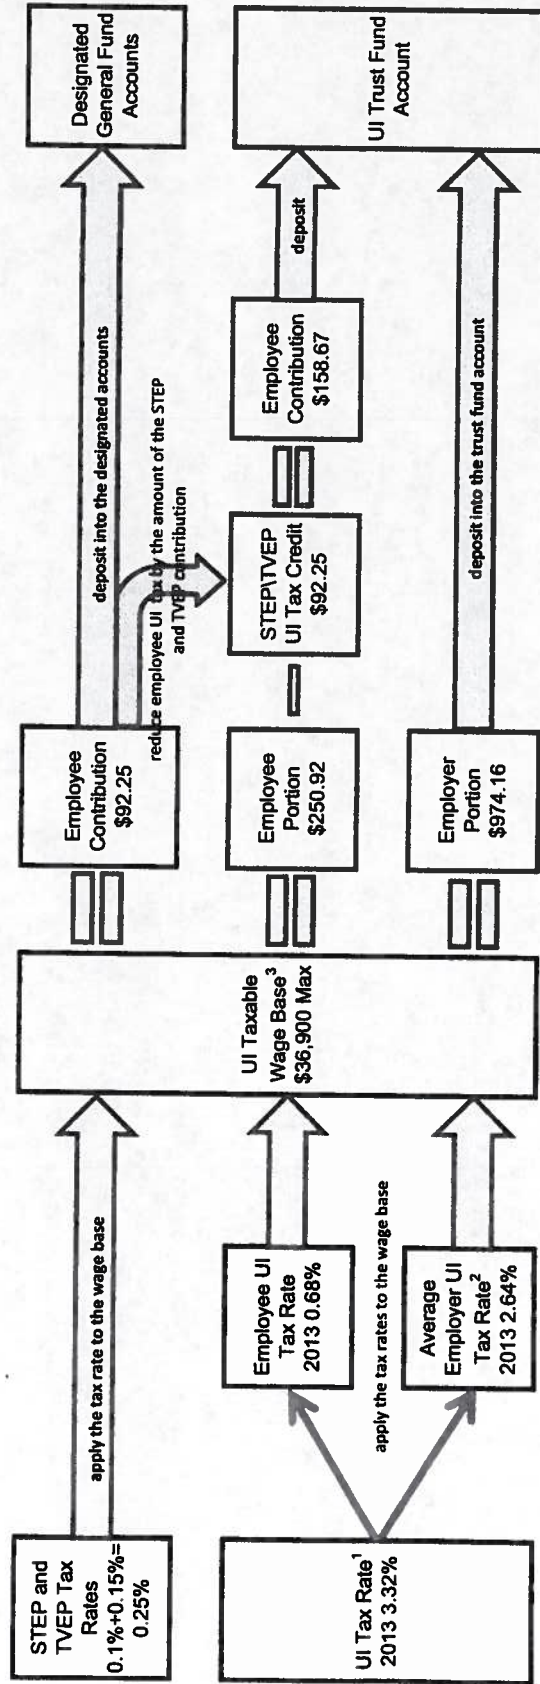 STEP and
TVEP Tax
Rates
0.1%+0.15%=
0.25%
apply the tax rate to the wage base
UI Tax Rate1
2013 3.32%
Employee UI
Tax Rate
2013 0.68%
apply the tax rates to the wage base
Average
Employer UI
Tax Rate2
2013 2.64%
UI Taxable
Wage Base3
$36,900 Max
Employee
Contribution
$92.25
deposit into the designated accounts
reduce employee UI tax by the amount of the STEP
and TVEP contribution
Designated
General Fund
Accounts
Employee
Portion
$250.92
STEP\TVEP
UI Tax Credit
$92.25
Employee
Contribution
$158.67
deposit
Employer
Portion
$974.16
deposit into the trust fund account
UI Trust Fund
Account